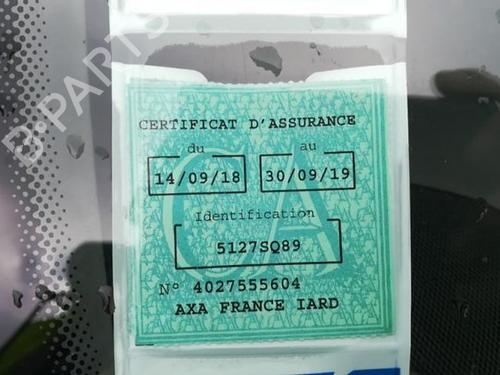 B-PARTS
CERTIFICAT D'ASSURANCE
du au
14/09/18 30/09/19
Identification
5127SQ89
N° 4027555604
AXA FRANCE IARD